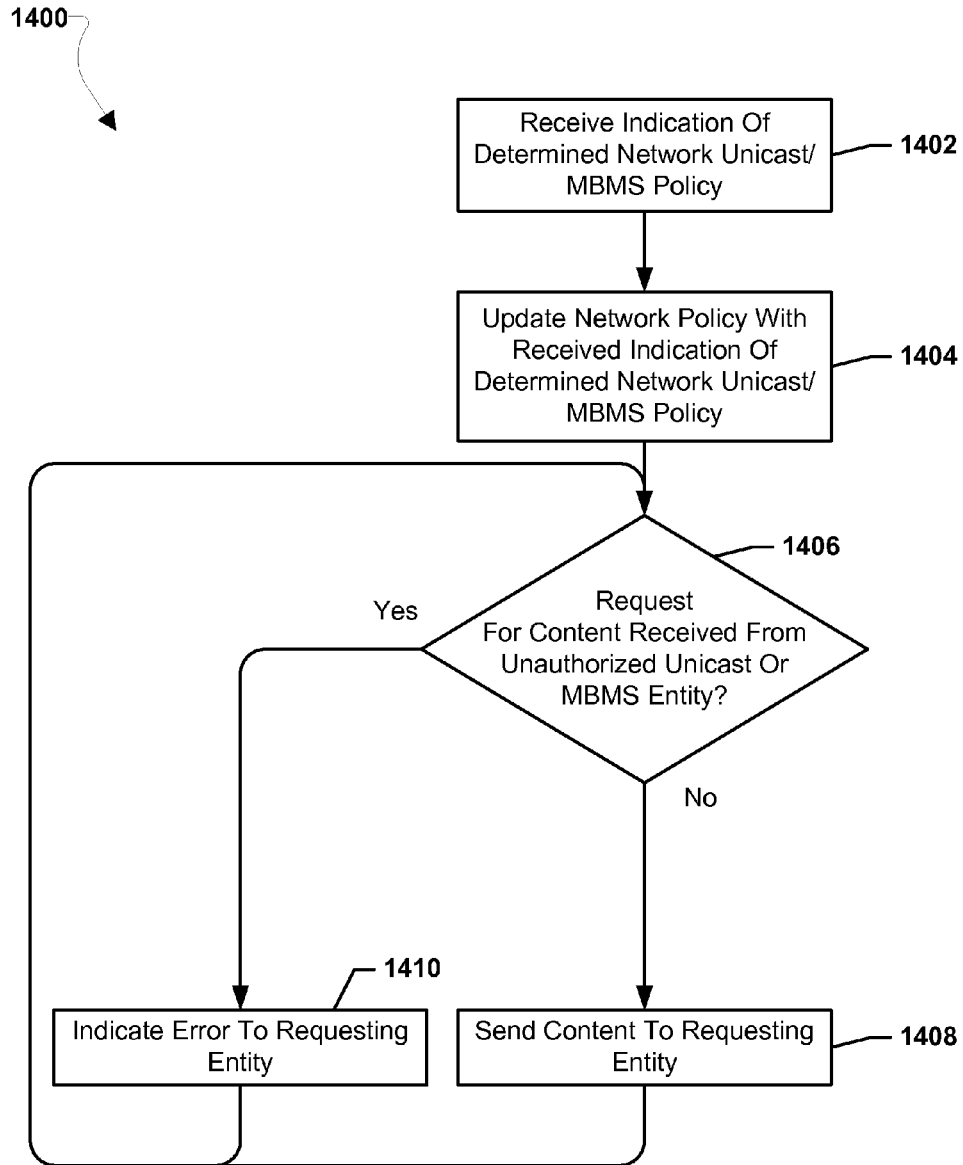 1400
Receive Indication Of
Determined Network Unicast/
MBMS Policy
1402
Update Network Policy With
Received Indication Of
Determined Network Unicast/
MBMS Policy
1404
1406
Request
For Content Received From
Unauthorized Unicast Or
MBMS Entity?
Yes
No
1410
Indicate Error To Requesting
Entity
Send Content To Requesting
Entity
1408